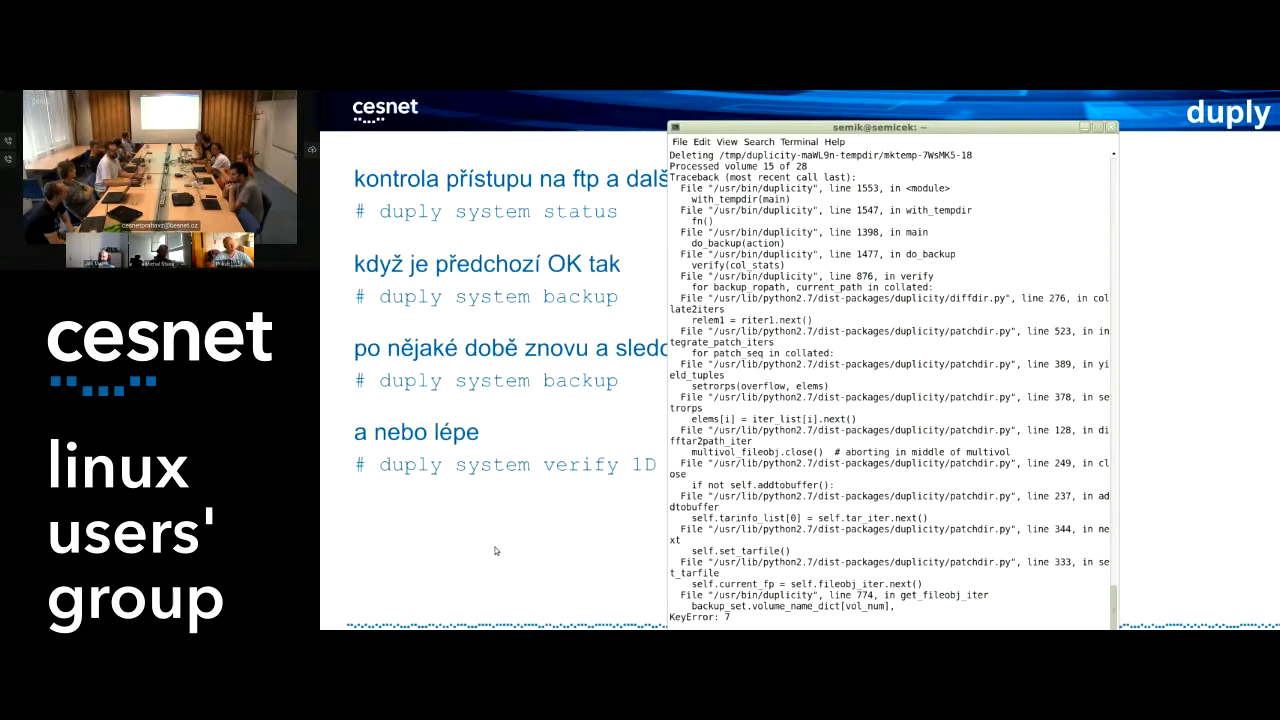 cesnet
duply
cesnetprahavz@cesnet.cz
cesnet
linux
users'
group
kontrola přístupu na ftp a dalš
# duply system status
když je předchozí OK tak
# duply system backup
po nějaké době znovu a sledo
# duply system backup
a nebo lépe
# duply system verify 1D
semik@semicek: ~
File Edit View Search Terminal Help
Deleting /tmp/duplicity-maWL9n-tempdir/mktemp-7WsMK5-18
Processed volume 15 of 28
Traceback (most recent call last):
File "/usr/bin/duplicity", line 1553, in <module>
with_tempdir(main)
File "/usr/bin/duplicity", line 1547, in with_tempdir
fn()
File "/usr/bin/duplicity", line 1398, in main
do_backup(action)
File "/usr/bin/duplicity", line 1477, in do_backup
verify(col_stats)
File "/usr/bin/duplicity", line 876, in verify
for backup_ropath, current_path in collated:
File "/usr/lib/python2.7/dist-packages/duplicity/diffdir.py", line 276, in col
late2iters
relem1 = riter1.next()
File "/usr/lib/python2.7/dist-packages/duplicity/patchdir.py", line 523, in in
tegrate_patch_iters
for patch_seq in collated:
File "/usr/lib/python2.7/dist-packages/duplicity/patchdir.py", line 389, in yi
eld_tuples
setrorps(overflow, elems)
File "/usr/lib/python2.7/dist-packages/duplicity/patchdir.py", line 378, in se
trorps
elems[i] = iter_list[i].next()
File "/usr/lib/python2.7/dist-packages/duplicity/patchdir.py", line 128, in di
fftar2path_iter
multivol_fileobj.close()  # aborting in middle of multivol
File "/usr/lib/python2.7/dist-packages/duplicity/patchdir.py", line 249, in cl
ose
if not self.addtobuffer():
File "/usr/lib/python2.7/dist-packages/duplicity/patchdir.py", line 237, in ad
dtobuffer
self.tarinfo_list[0] = self.tar_iter.next()
File "/usr/lib/python2.7/dist-packages/duplicity/patchdir.py", line 344, in ne
xt
self.set_tarfile()
File "/usr/lib/python2.7/dist-packages/duplicity/patchdir.py", line 333, in se
t_tarfile
self.current_fp = self.fileobj_iter.next()
File "/usr/bin/duplicity", line 774, in get_fileobj_iter
backup_set.volume_name_dict[vol_num],
KeyError: 7